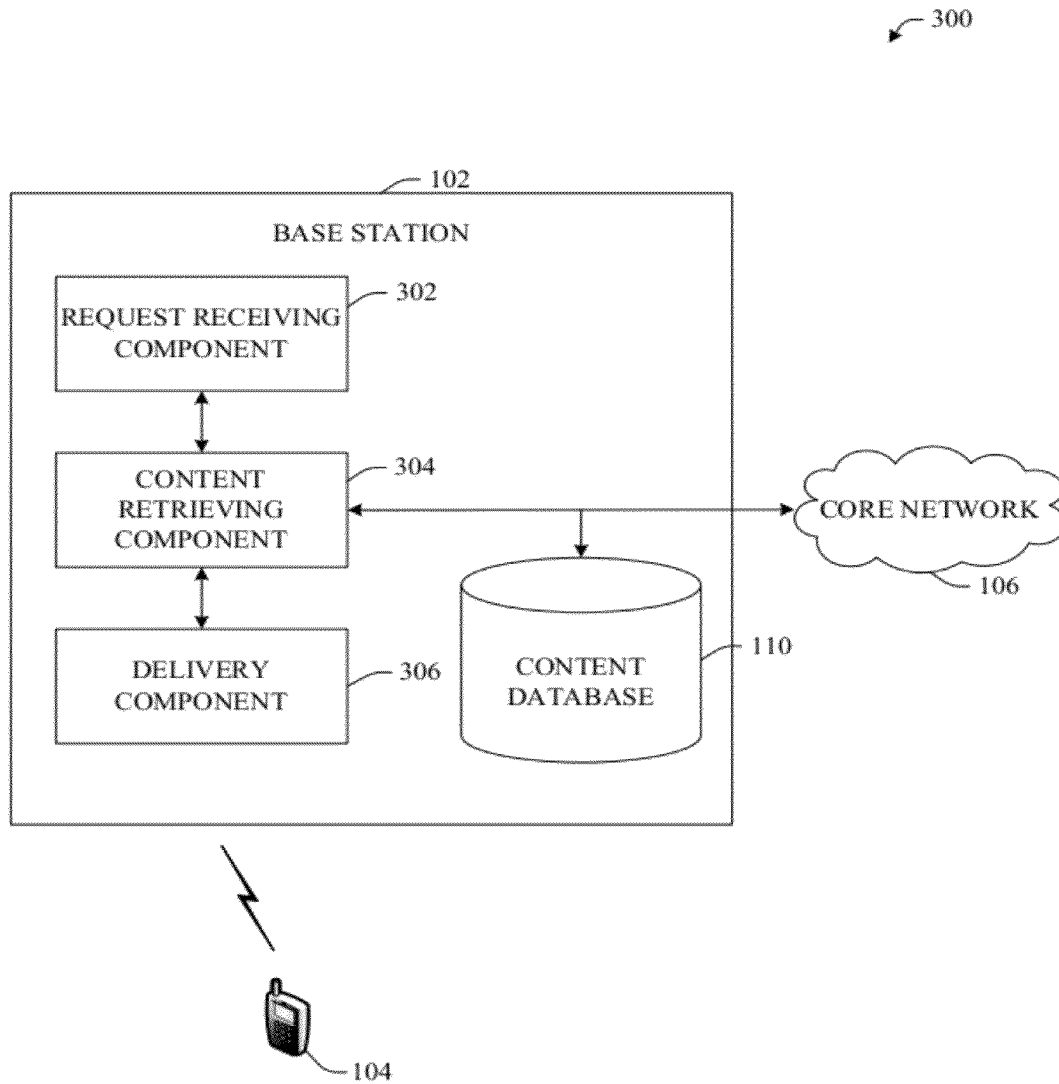 300
102
BASE STATION
302
REQUEST RECEIVING
COMPONENT
304
CONTENT
RETRIEVING
COMPONENT
CORE NETWORK
106
DELIVERY
COMPONENT
306
CONTENT
DATABASE
110
104